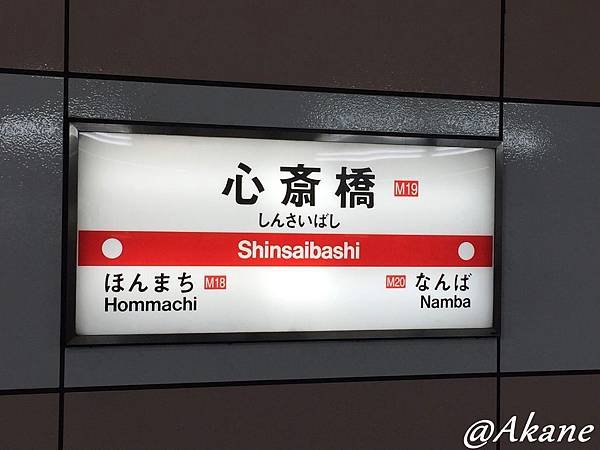 心斎橋 M19
しんさいばし
Shinsaibashi
ほんまち M18 M20 なんば
Hommachi Namba
@Akane